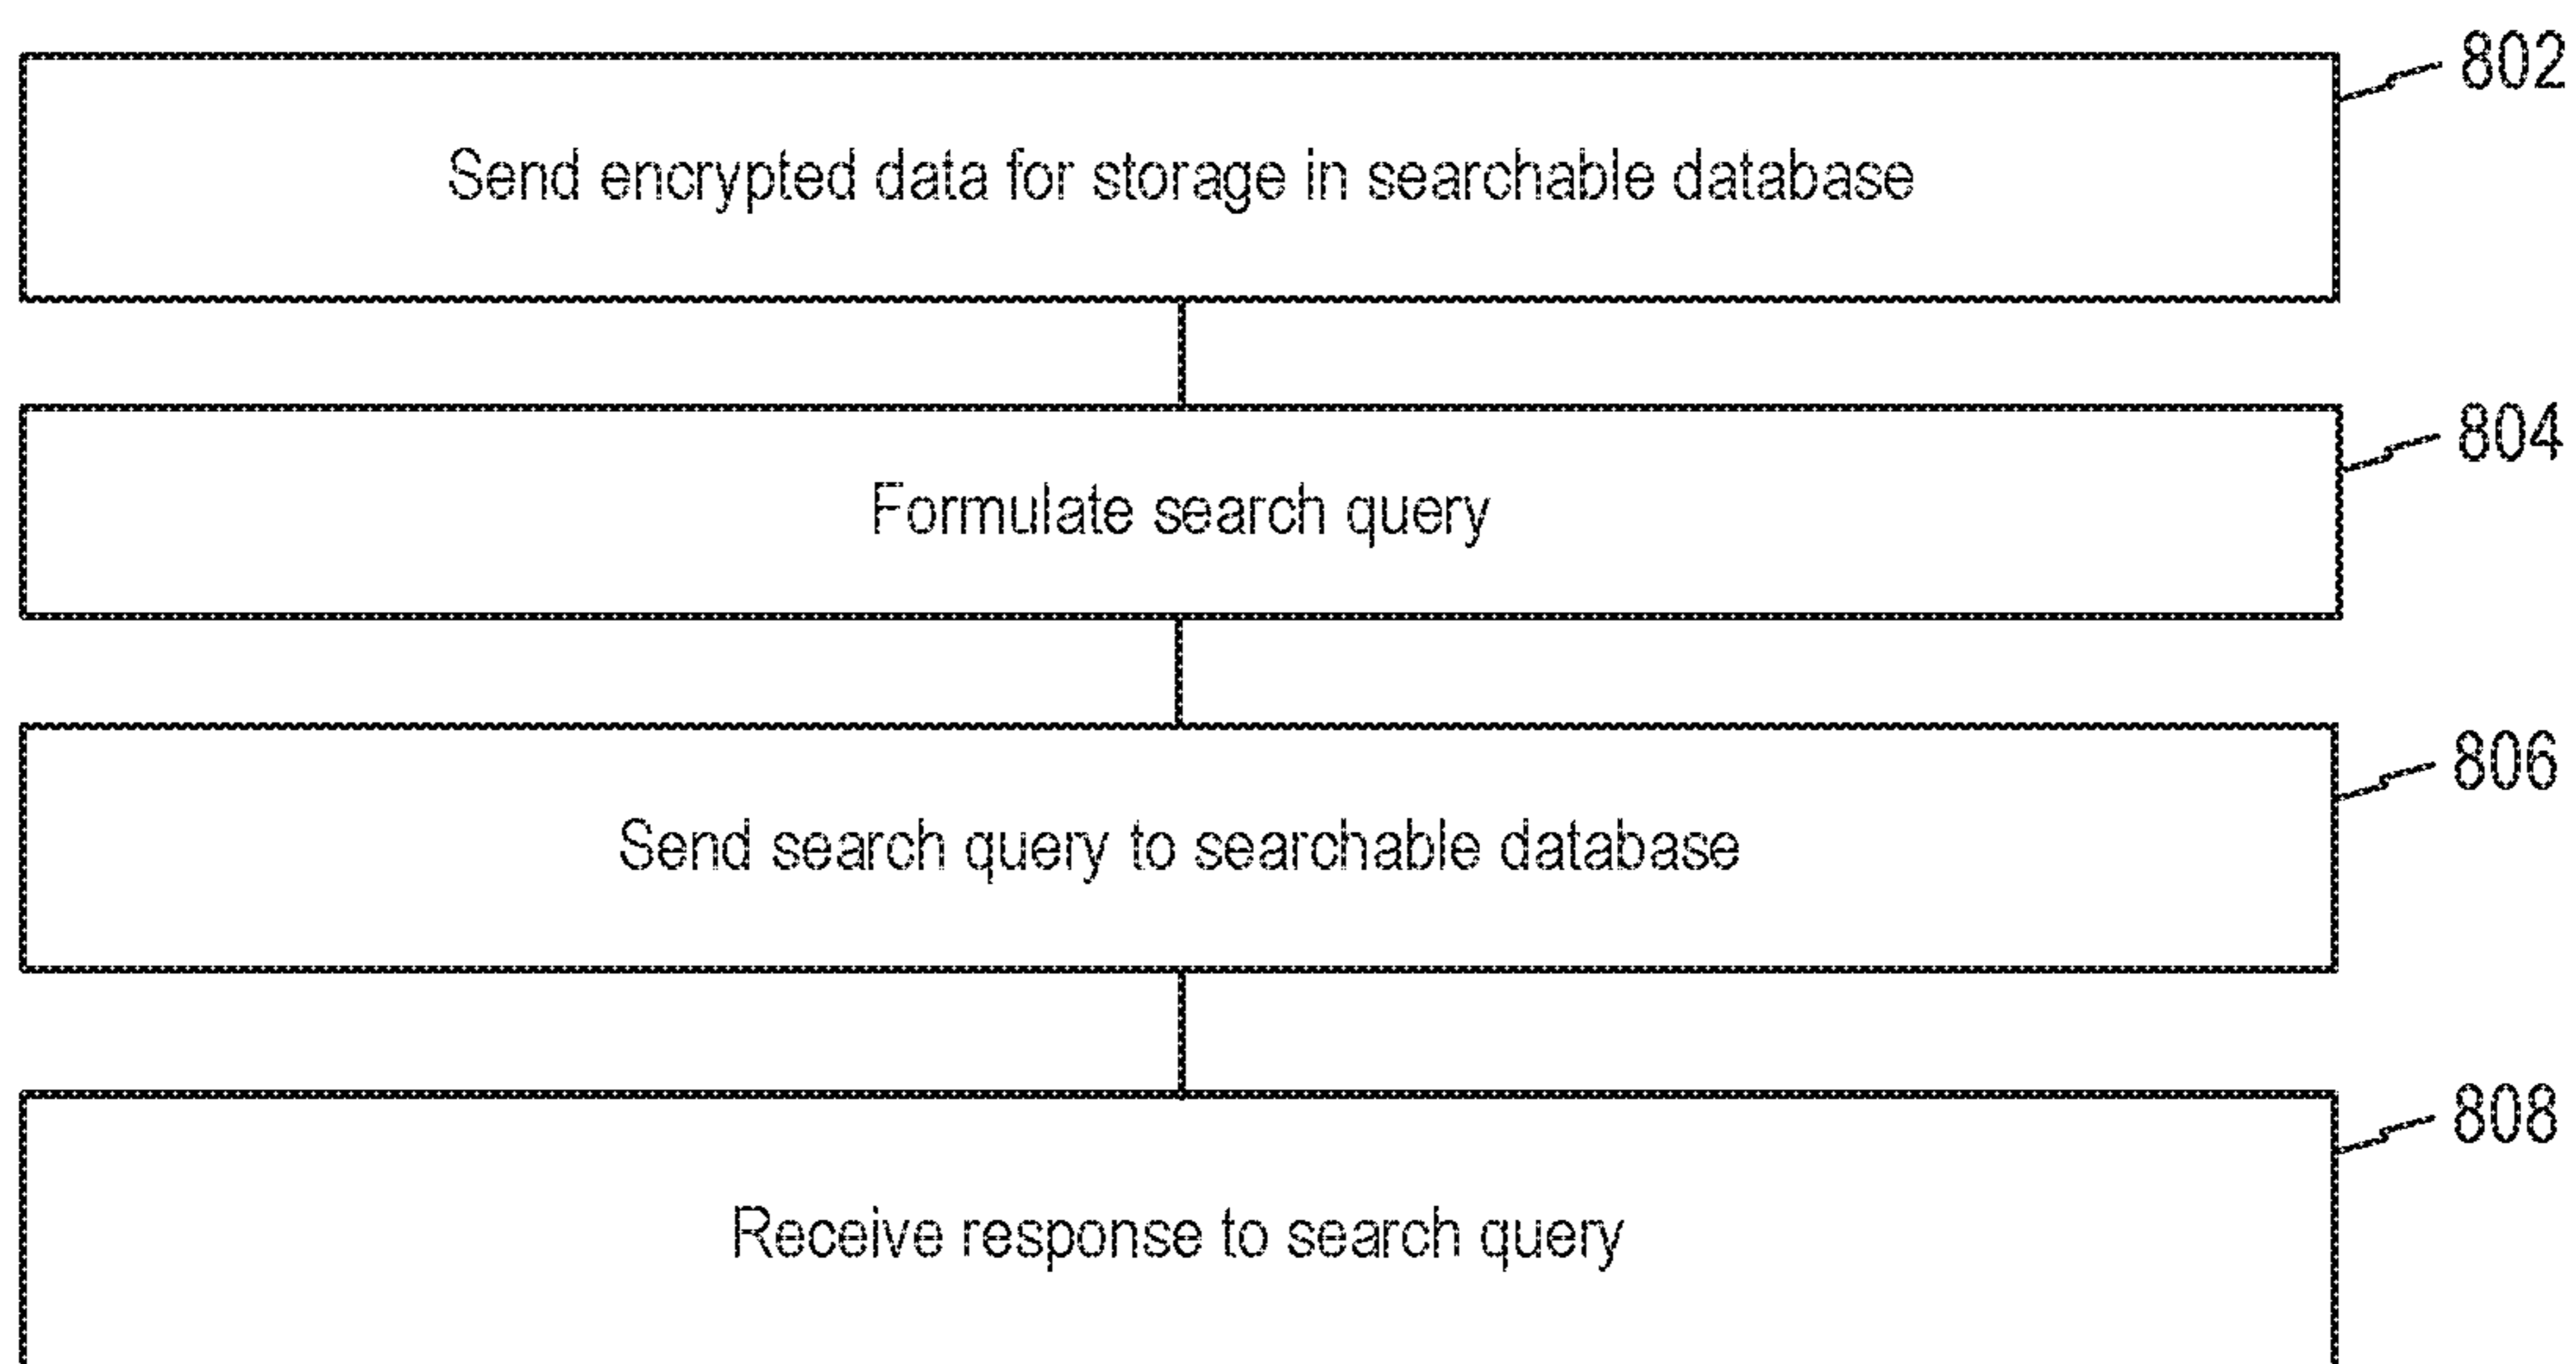 802
Send encrypted data for storage in searchable database
804
Formulate search query
806
Send search query to searchable database
808
Receive response to search query